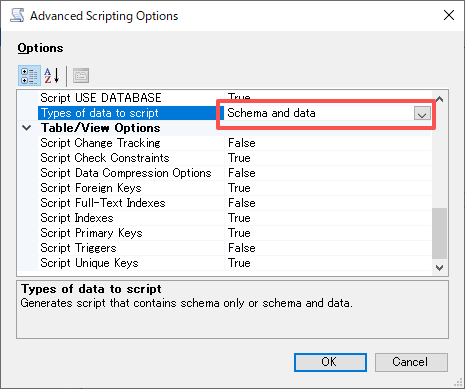 Advanced Scripting Options
Options
Script USE DATABASE True
Types of data to script Schema and data
Table/View Options
Script Change Tracking False
Script Check Constraints True
Script Data Compression Options False
Script Foreign Keys True
Script Full-Text Indexes False
Script Indexes True
Script Primary Keys True
Script Triggers False
Script Unique Keys True
Types of data to script
Generates script that contains schema only or schema and data.
OK Cancel